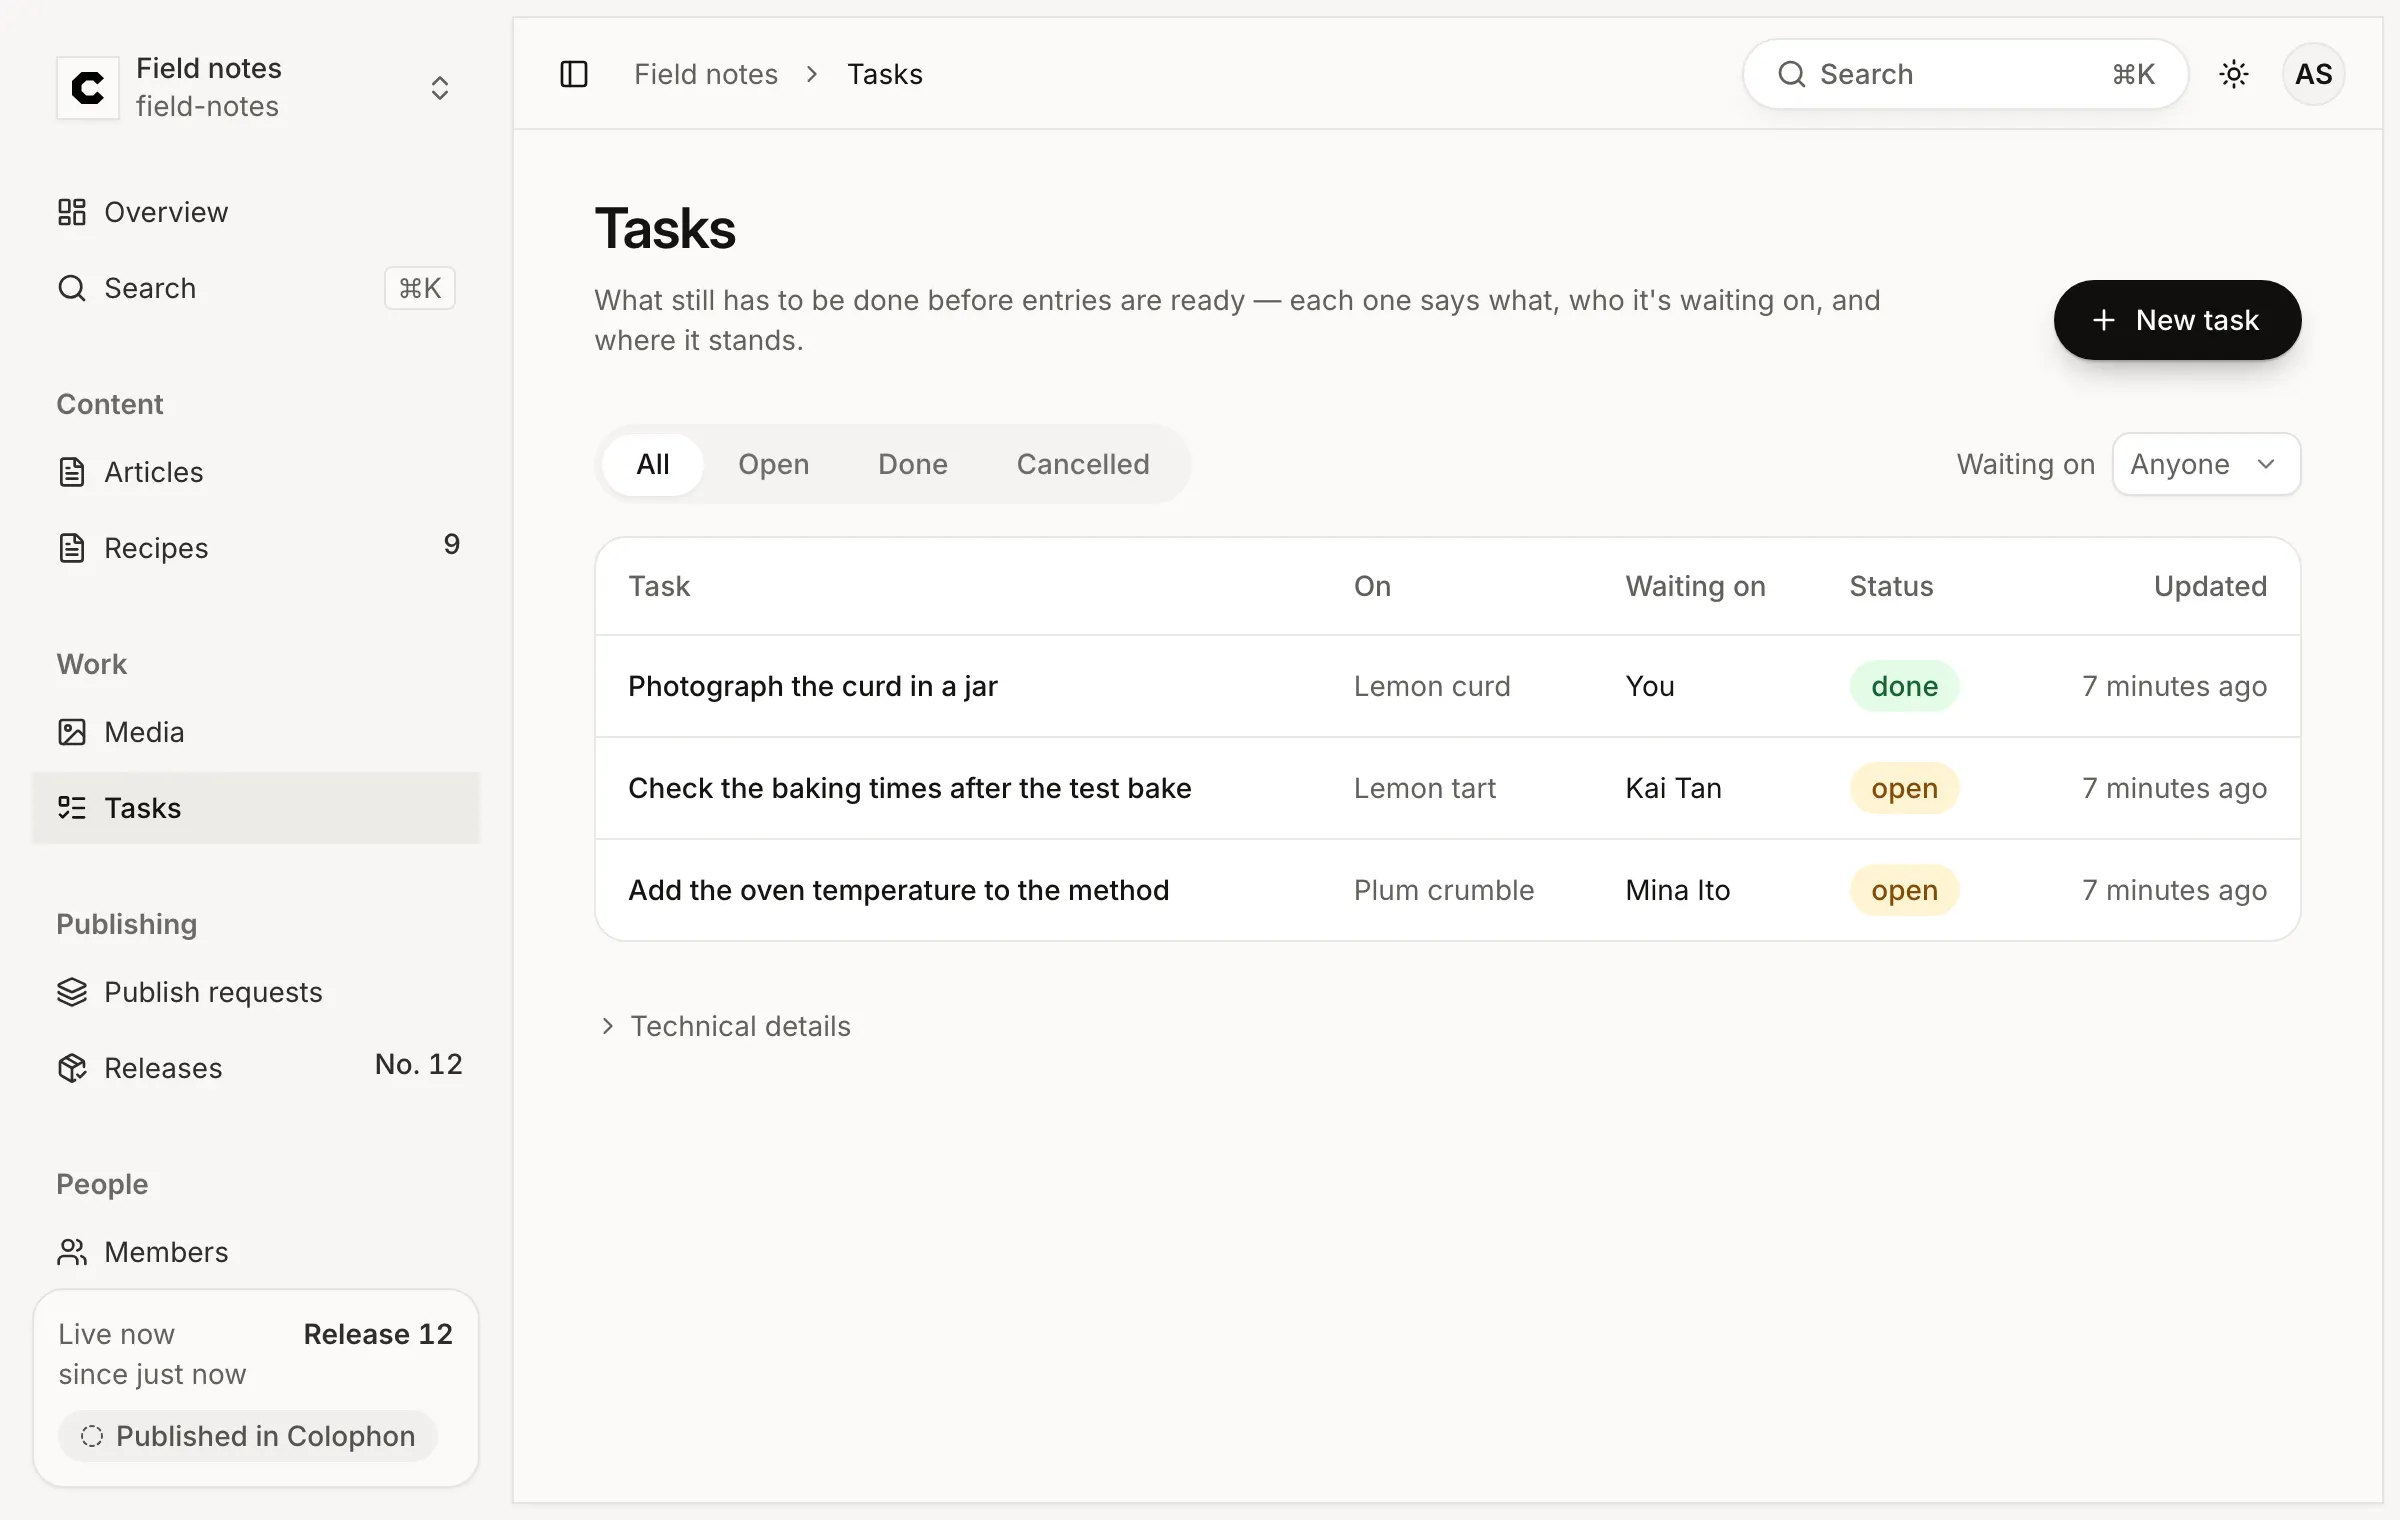 Field notes
field-notes
Overview
Search ⌘K
Content
Articles
Recipes 9
Work
Media
Tasks
Publishing
Publish requests
Releases No. 12
People
Members
Live now Release 12
since just now
Published in Colophon
Field notes > Tasks
Search ⌘K
AS
Tasks
What still has to be done before entries are ready — each one says what, who it's waiting on, and
where it stands.
+ New task
All Open Done Cancelled
Waiting on Anyone
Task On Waiting on Status Updated
Photograph the curd in a jar Lemon curd You done 7 minutes ago
Check the baking times after the test bake Lemon tart Kai Tan open 7 minutes ago
Add the oven temperature to the method Plum crumble Mina Ito open 7 minutes ago
Technical details